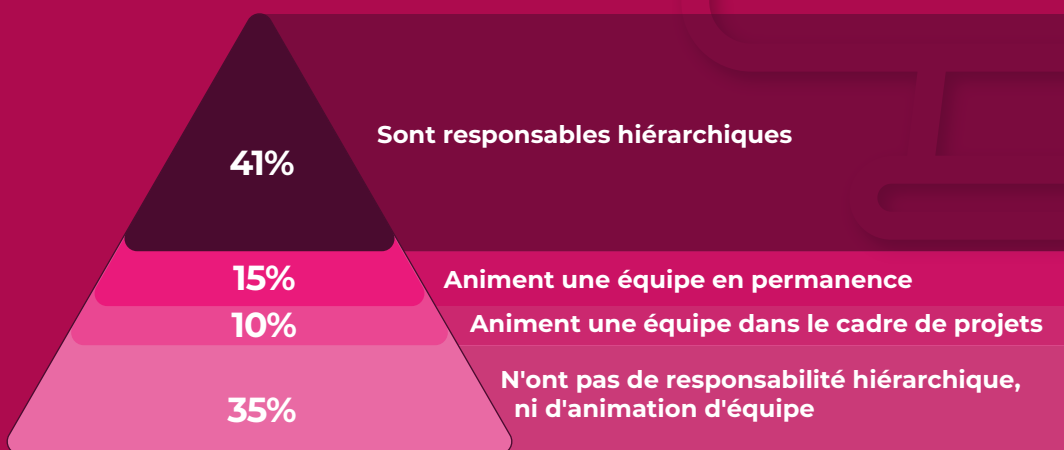 Sont responsables hiérarchiques
41%
15%
Animent une équipe en permanence
10%
Animent une équipe dans le cadre de projets
N'ont pas de responsabilité hiérarchique,
ni d'animation d'équipe
35%